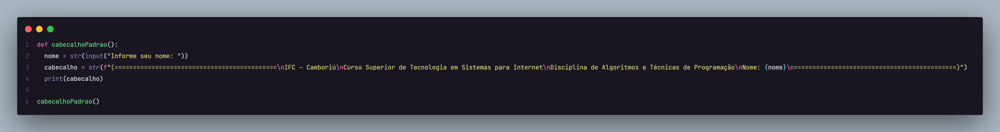 1 def cabecalhoPadrao():
2   nome = str(input("Informe seu nome: "))
3   cabecalho = str(f"(============================================\nIFC - Camboriú\nCurso Superior de Tecnologia em Sistemas para Internet\nDisciplina de Algoritmos e Técnicas de Programação\nNome: {nome}\n============================================)")
4   print(cabecalho)
5
6 cabecalhoPadrao()